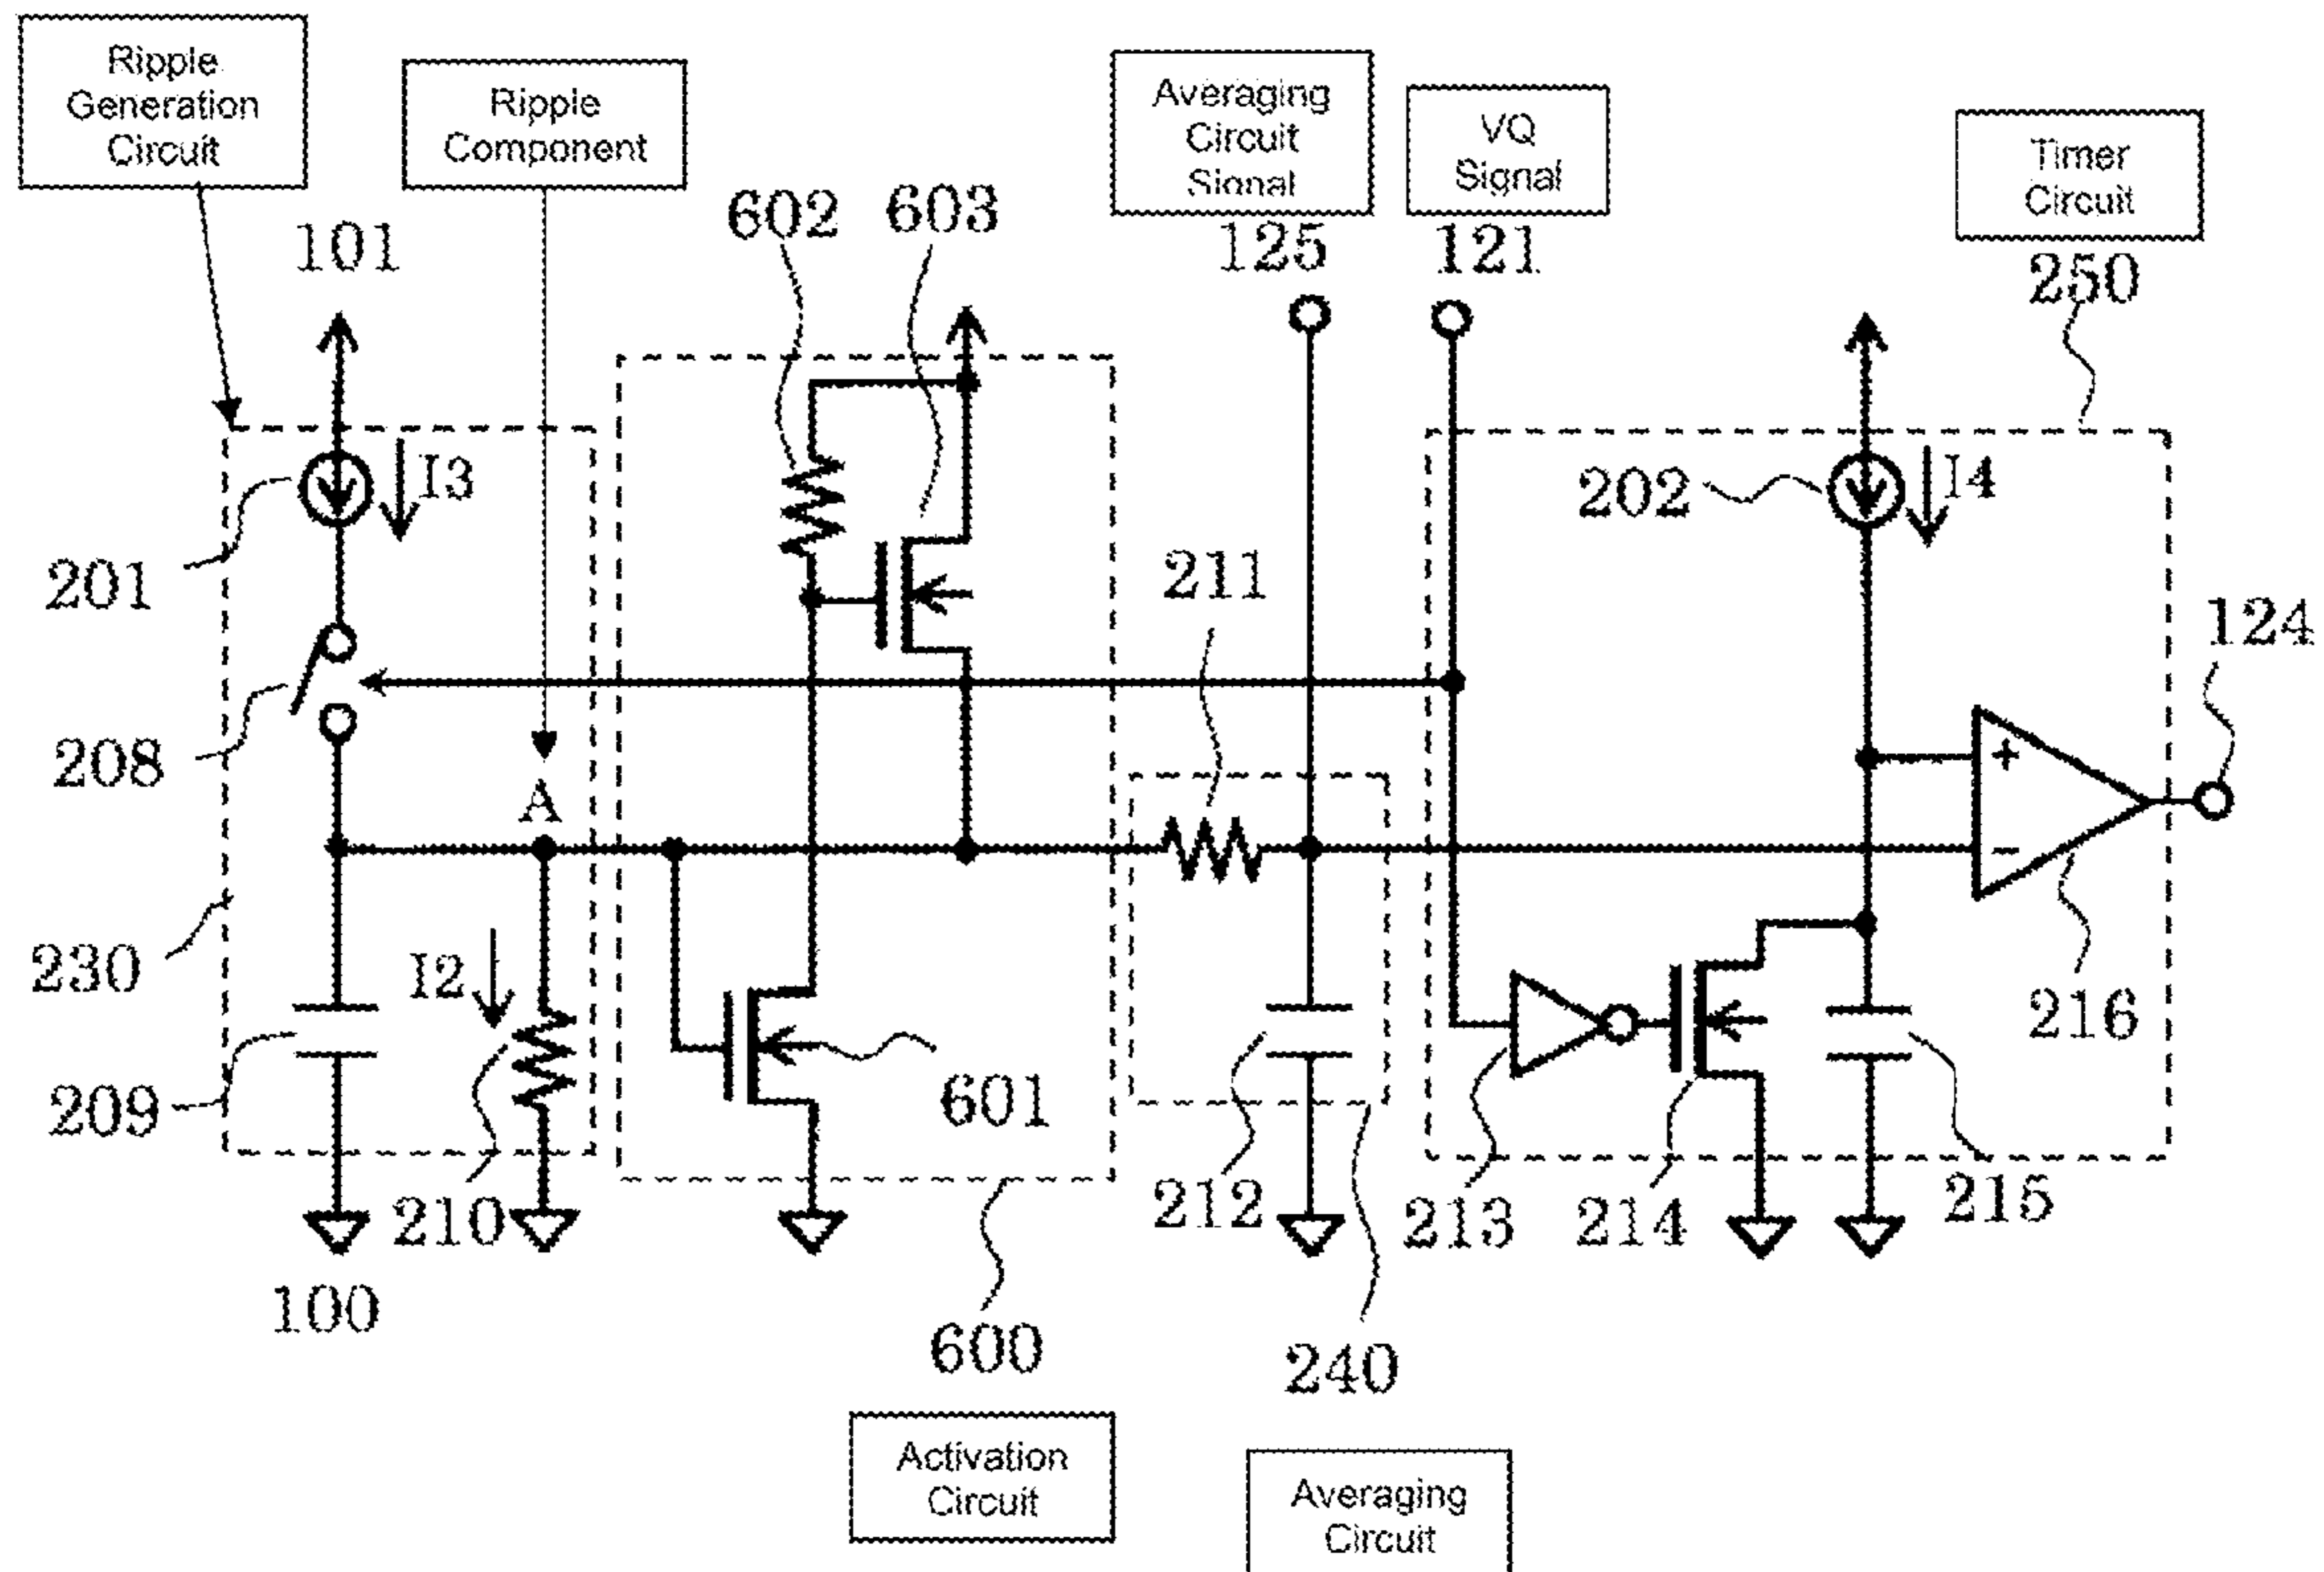 Ripple
Generation
Circuit
Ripple
Component
Averaging
Circuit
Signal
VQ
Signal
Timer
Circuit
101
602
603
125
121
250
201
I3
202
I4
211
124
208
A
+
−
230
I2
209
210
601
212
213
214
215
216
100
600
240
Activation
Circuit
Averaging
Circuit